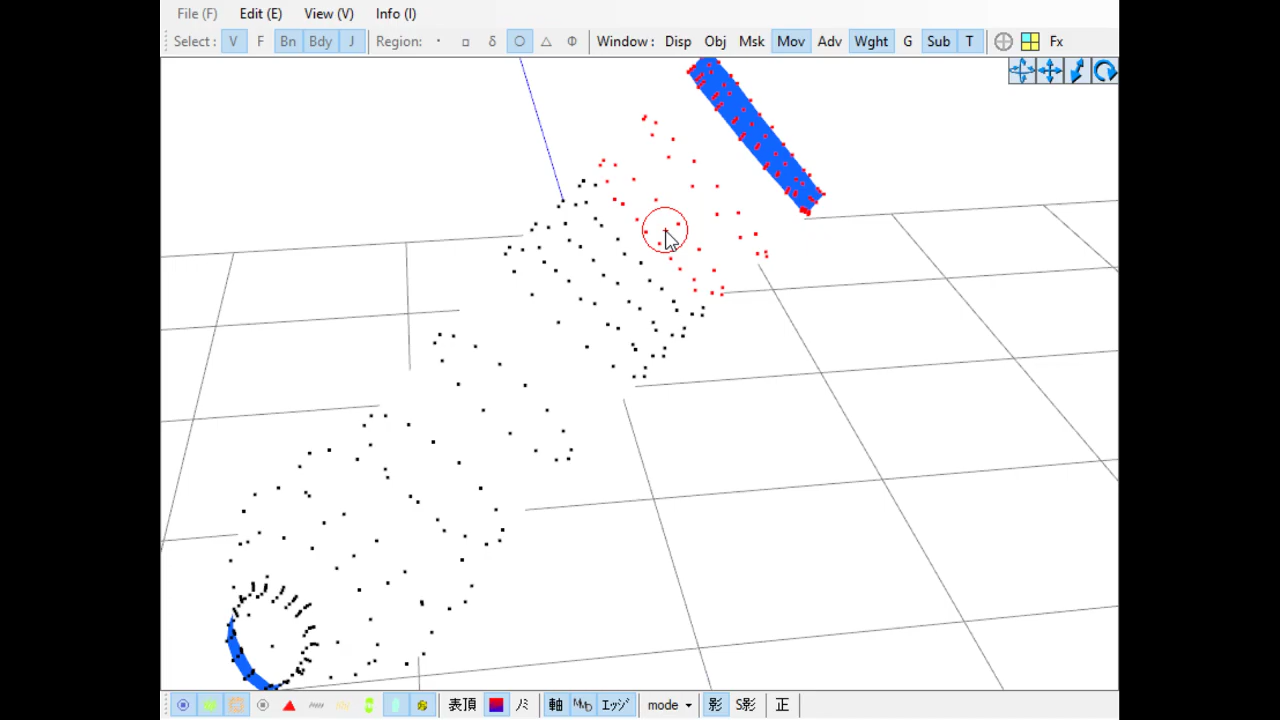 File (F) Edit (E) View (V) Info (I)
Select : V F Bn Bdy J Region: Window : Disp Obj Msk Mov Adv Wght G Sub T Fx
表頂 軸 MMD エッジ mode 影 S影 正